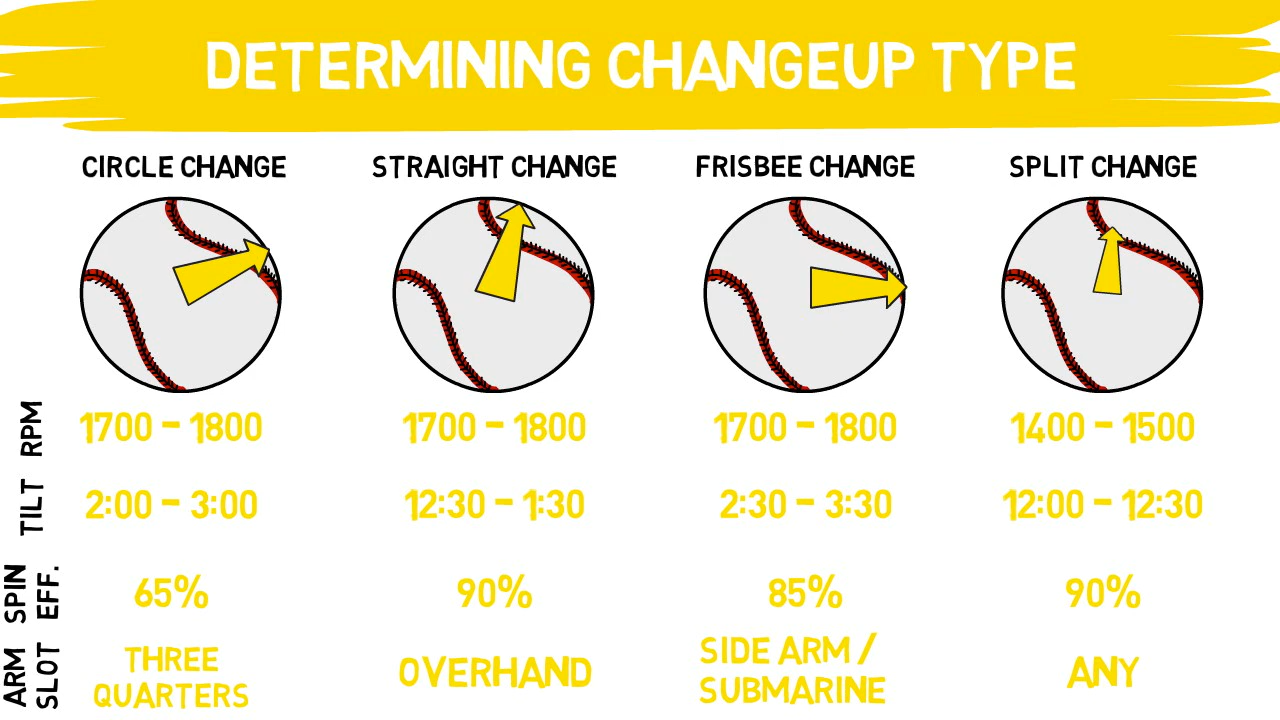 DETERMINING CHANGEUP TYPE
CIRCLE CHANGE STRAIGHT CHANGE FRISBEE CHANGE SPLIT CHANGE
RPM 1700 - 1800 1700 - 1800 1700 - 1800 1400 - 1500
TILT 2:00 - 3:00 12:30 - 1:30 2:30 - 3:30 12:00 - 12:30
SPIN
EFF. 65% 90% 85% 90%
ARM
SLOT
THREE
QUARTERS
OVERHAND
SIDE ARM /
SUBMARINE
ANY